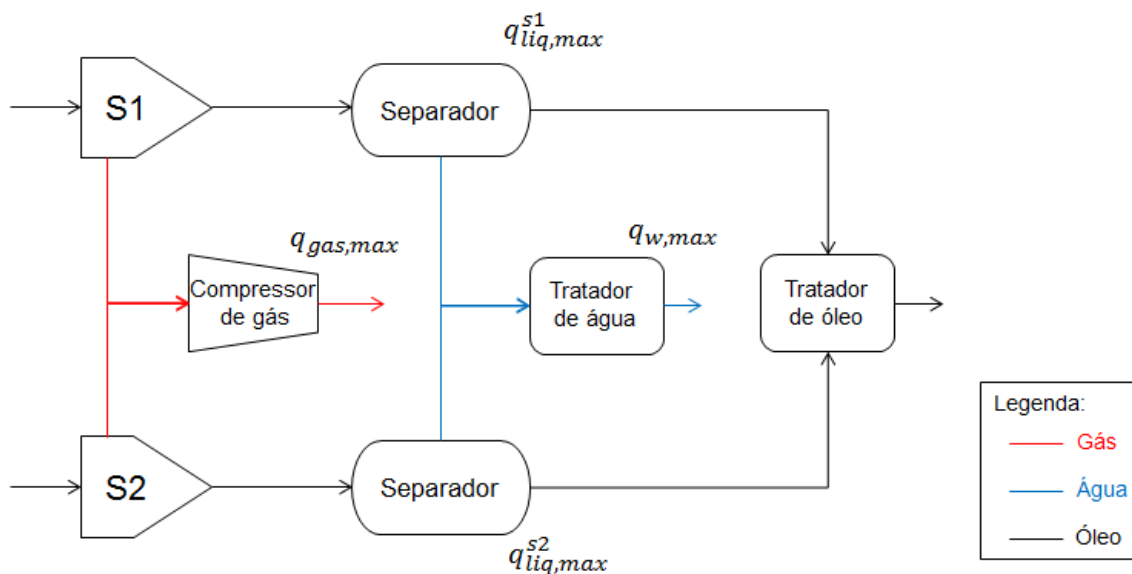 q_{liq,max}^{s1}
S1
Separador
q_{gas,max}
q_{w,max}
Compressor
de gás
Tratador
de água
Tratador
de óleo
S2
Separador
q_{liq,max}^{s2}
Legenda:
Gás
Água
Óleo